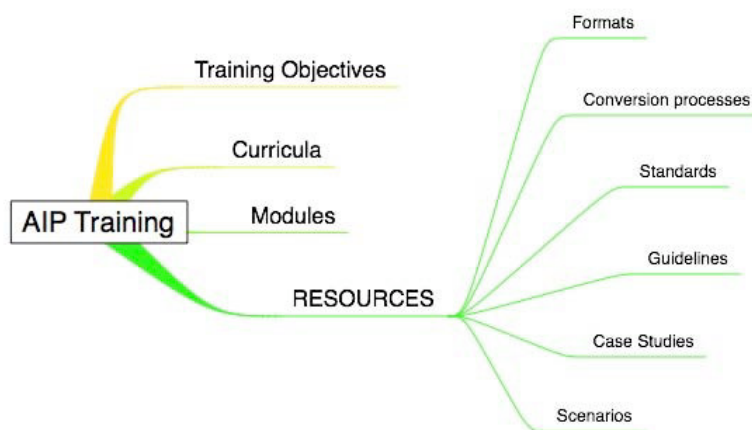 AIP Training
Training Objectives
Curricula
Modules
RESOURCES
Formats
Conversion processes
Standards
Guidelines
Case Studies
Scenarios